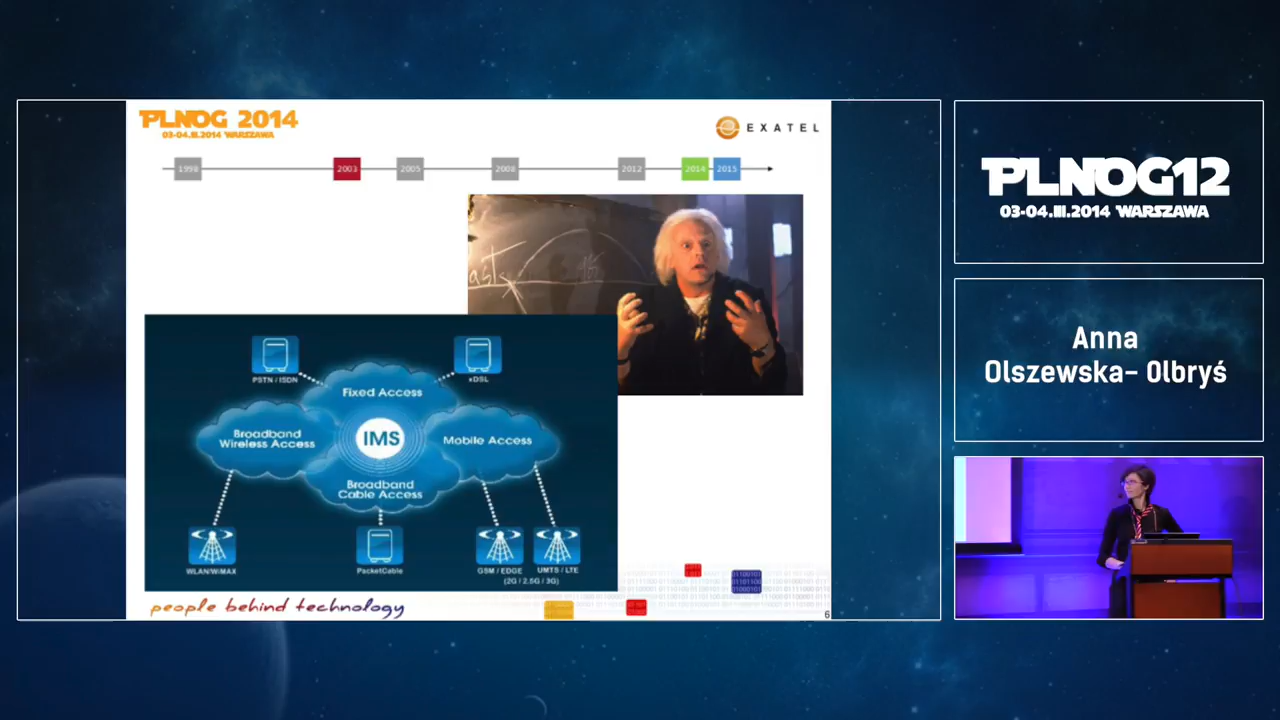 PLNOG 2014
03-04.III.2014 WARSZAWA
EXATEL
1998 2003 2005 2008 2012 2014 2015
PSTN / ISDN
xDSL
Fixed Access
Broadband
Wireless Access
IMS
Mobile Access
Broadband
Cable Access
WLAN/WiMAX
PacketCable
GSM / EDGE
UMTS / LTE
(2G / 2.5G / 3G)
people behind technology
6
PLNOG12
03-04.III.2014 WARSZAWA
Anna
Olszewska- Olbryś